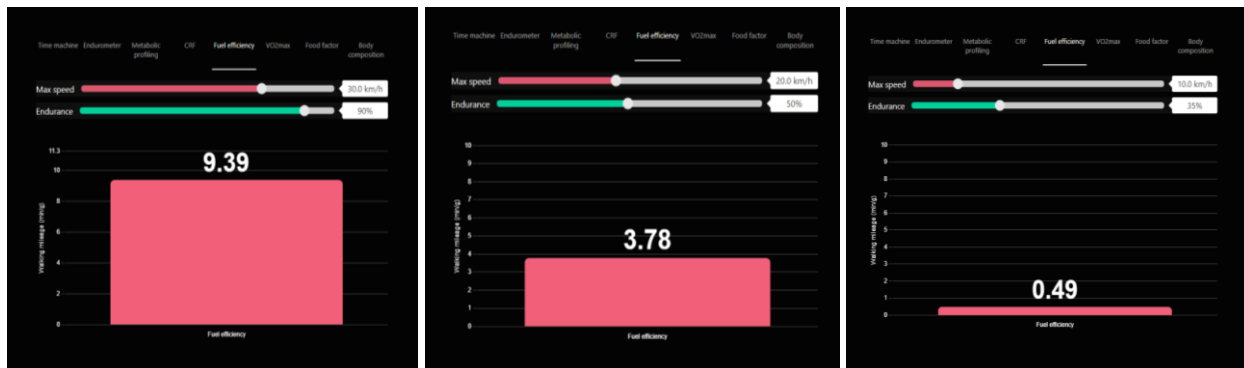 Time machine Endurometer Metabolic profiling CRF Fuel efficiency VO2max Food factor Body composition
Max speed 30.0 km/h
Endurance 90%
11.3
10
8
6
4
2
0
Walking mileage (min/g)
9.39
Fuel efficiency
Time machine Endurometer Metabolic profiling CRF Fuel efficiency VO2max Food factor Body composition
Max speed 20.0 km/h
Endurance 50%
10
9
8
7
6
5
4
3
2
1
0
Walking mileage (min/g)
3.78
Fuel efficiency
Time machine Endurometer Metabolic profiling CRF Fuel efficiency VO2max Food factor Body composition
Max speed 10.0 km/h
Endurance 35%
10
9
8
7
6
5
4
3
2
1
0
Walking mileage (min/g)
0.49
Fuel efficiency